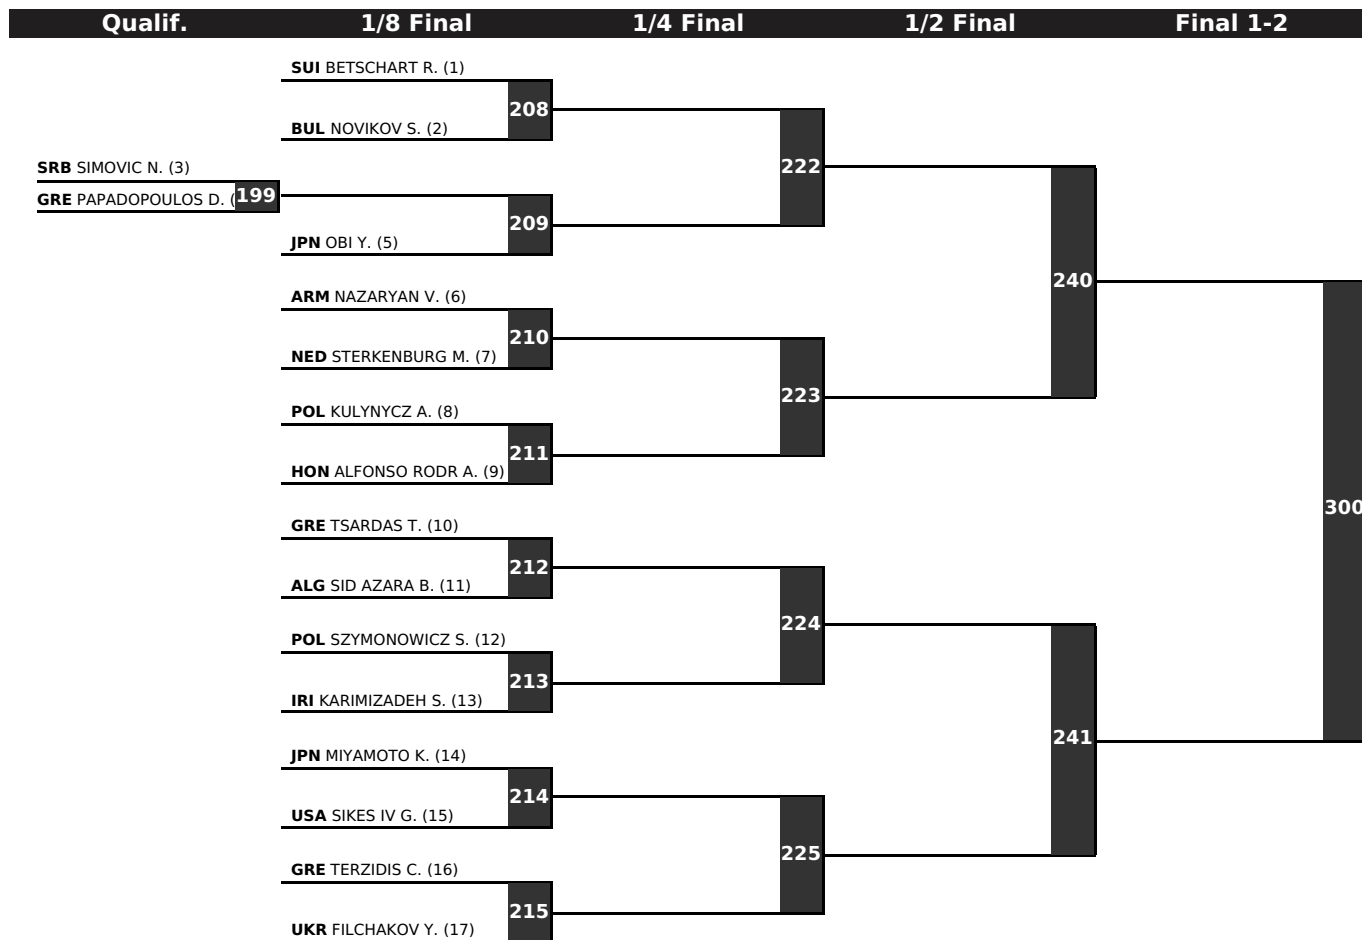 Qualif. 1/8 Final 1/4 Final 1/2 Final Final 1-2
SUI BETSCHART R. (1)
208
BUL NOVIKOV S. (2)
222
SRB SIMOVIC N. (3)
GRE PAPADOPOULOS D. (
199
209
JPN OBI Y. (5)
240
ARM NAZARYAN V. (6)
210
NED STERKENBURG M. (7)
223
POL KULYNYCZ A. (8)
211
HON ALFONSO RODR A. (9)
300
GRE TSARDAS T. (10)
212
ALG SID AZARA B. (11)
224
POL SZYMONOWICZ S. (12)
213
IRI KARIMIZADEH S. (13)
241
JPN MIYAMOTO K. (14)
214
USA SIKES IV G. (15)
225
GRE TERZIDIS C. (16)
215
UKR FILCHAKOV Y. (17)